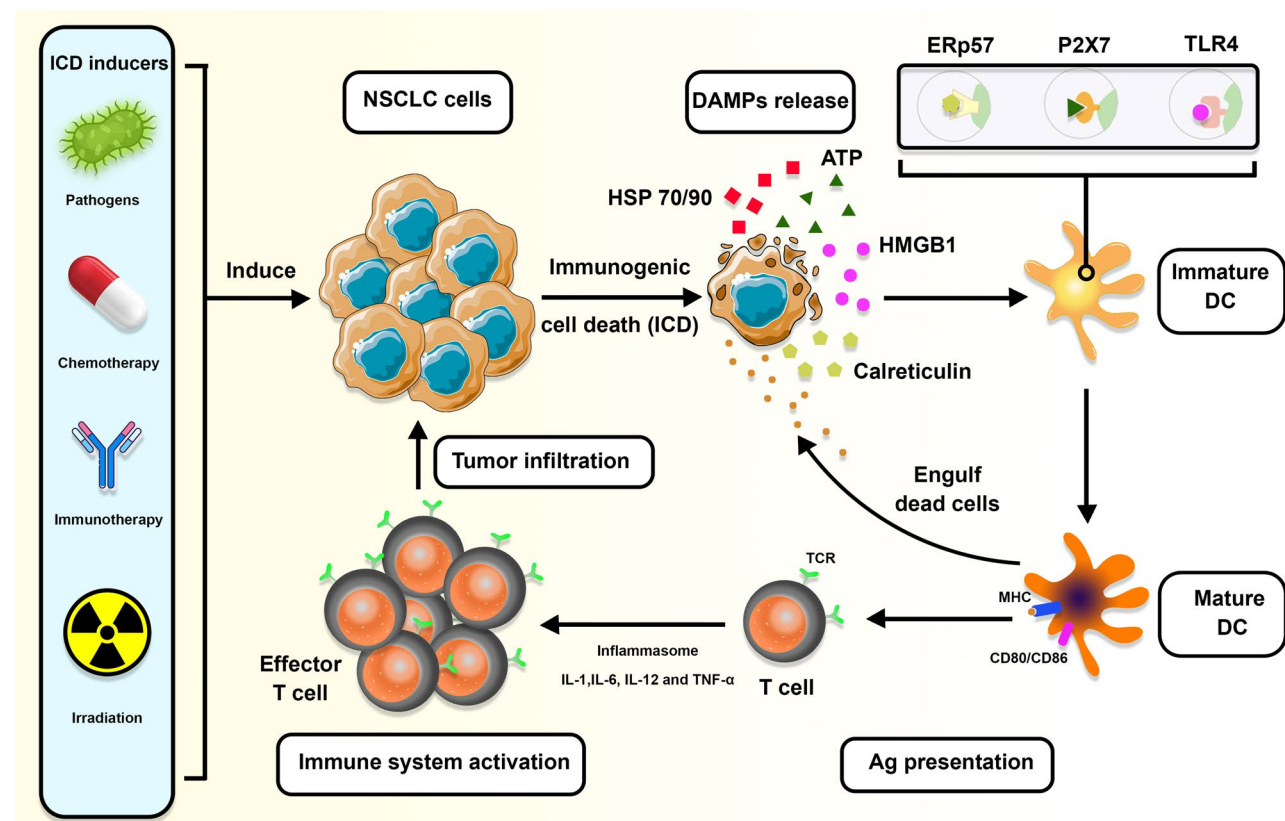 ICD inducers
Pathogens
Chemotherapy
Immunotherapy
Irradiation
Induce
NSCLC cells
Immunogenic
cell death (ICD)
DAMPs release
ATP
HSP 70/90
HMGB1
Calreticulin
ERp57
P2X7
TLR4
Immature
DC
Engulf
dead cells
Mature
DC
MHC
CD80/CD86
TCR
T cell
Ag presentation
Inflammasome
IL-1,IL-6, IL-12 and TNF-α
Effector
T cell
Immune system activation
Tumor infiltration